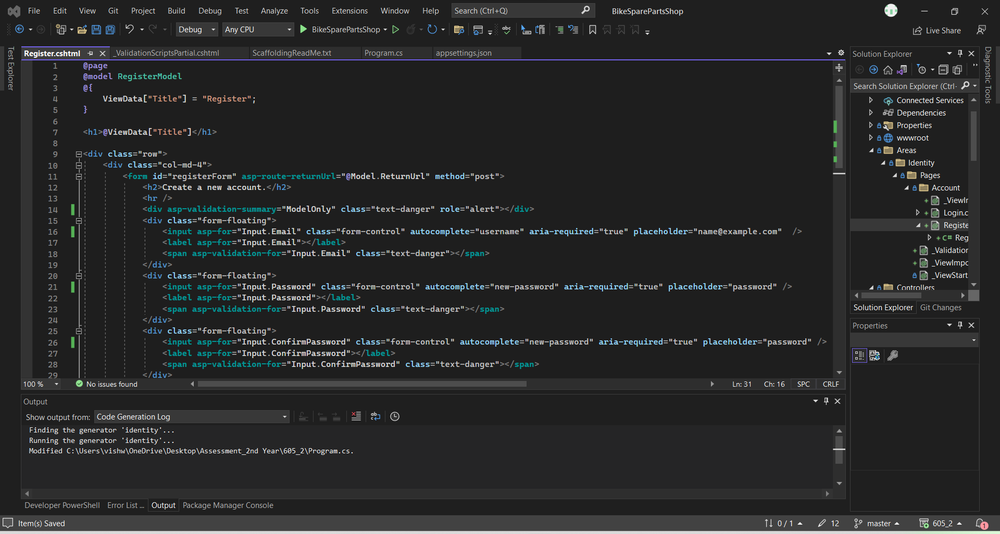 File Edit View Git Project Build Debug Test Analyze Tools Extensions Window Help Search (Ctrl+Q) BikeSparePartsShop
Debug Any CPU BikeSparePartsShop Live Share
Test Explorer
Register.cshtml _ValidationScriptsPartial.cshtml ScaffoldingReadMe.txt Program.cs appsettings.json
1 @page
2 @model RegisterModel
3 @{
4 ViewData["Title"] = "Register";
5 }
6
7 <h1>@ViewData["Title"]</h1>
8
9 <div class="row">
10 <div class="col-md-4">
11 <form id="registerForm" asp-route-returnUrl="@Model.ReturnUrl" method="post">
12 <h2>Create a new account.</h2>
13 <hr />
14 <div asp-validation-summary="ModelOnly" class="text-danger" role="alert"></div>
15 <div class="form-floating">
16 <input asp-for="Input.Email" class="form-control" autocomplete="username" aria-required="true" placeholder="name@example.com"  />
17 <label asp-for="Input.Email"></label>
18 <span asp-validation-for="Input.Email" class="text-danger"></span>
19 </div>
20 <div class="form-floating">
21 <input asp-for="Input.Password" class="form-control" autocomplete="new-password" aria-required="true" placeholder="password" />
22 <label asp-for="Input.Password"></label>
23 <span asp-validation-for="Input.Password" class="text-danger"></span>
24 </div>
25 <div class="form-floating">
26 <input asp-for="Input.ConfirmPassword" class="form-control" autocomplete="new-password" aria-required="true" placeholder="password" />
27 <label asp-for="Input.ConfirmPassword"></label>
28 <span asp-validation-for="Input.ConfirmPassword" class="text-danger"></span>
29 </div>
100 % No issues found Ln: 31 Ch: 16 SPC CRLF
Output
Show output from: Code Generation Log
Finding the generator 'identity'...
Running the generator 'identity'...
Modified C:\Users\vishw\OneDrive\Desktop\Assessment_2nd Year\605_2\Program.cs.
Developer PowerShell Error List ... Output Package Manager Console
Solution Explorer
Search Solution Explorer (Ctrl-
Connected Services
Dependencies
Properties
wwwroot
Areas
Identity
Pages
Account
_ViewIr
Login.c
Registe
C# Reg
_Validation
_ViewImpo
_ViewStart
Controllers
Solution Explorer Git Changes
Properties
Diagnostic Tools
Item(s) Saved 0 / 1 12 master 605_2 1